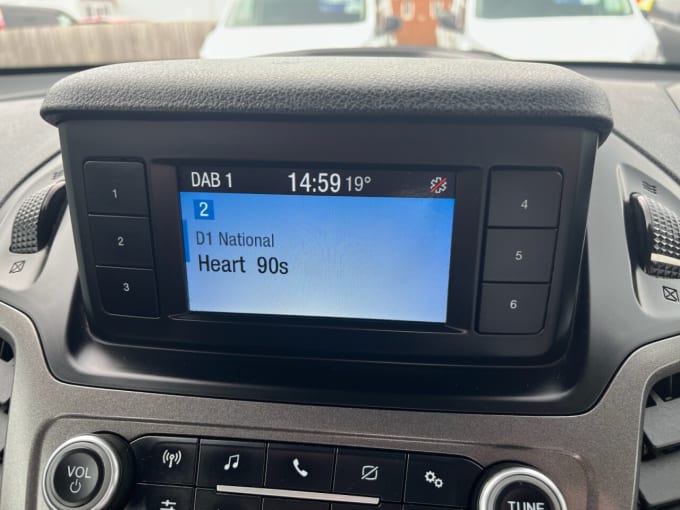 DAB 1 14:59 19°
2
D1 National
Heart 90s
1
2
3
4
5
6
VOL
TUNE